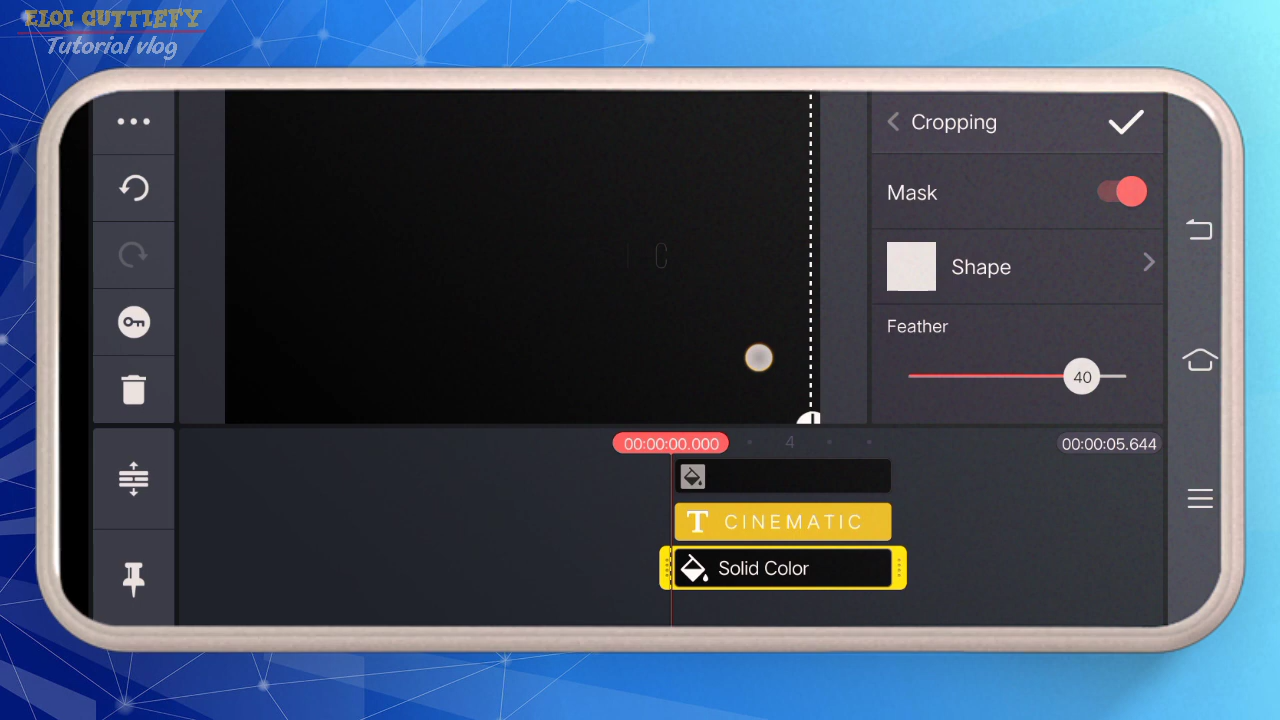 ELOI CUTTIEFY
Tutorial vlog
Cropping
Mask
I C
Shape
Feather
40
00:00:00.000
4
00:00:05.644
T CINEMATIC
Solid Color